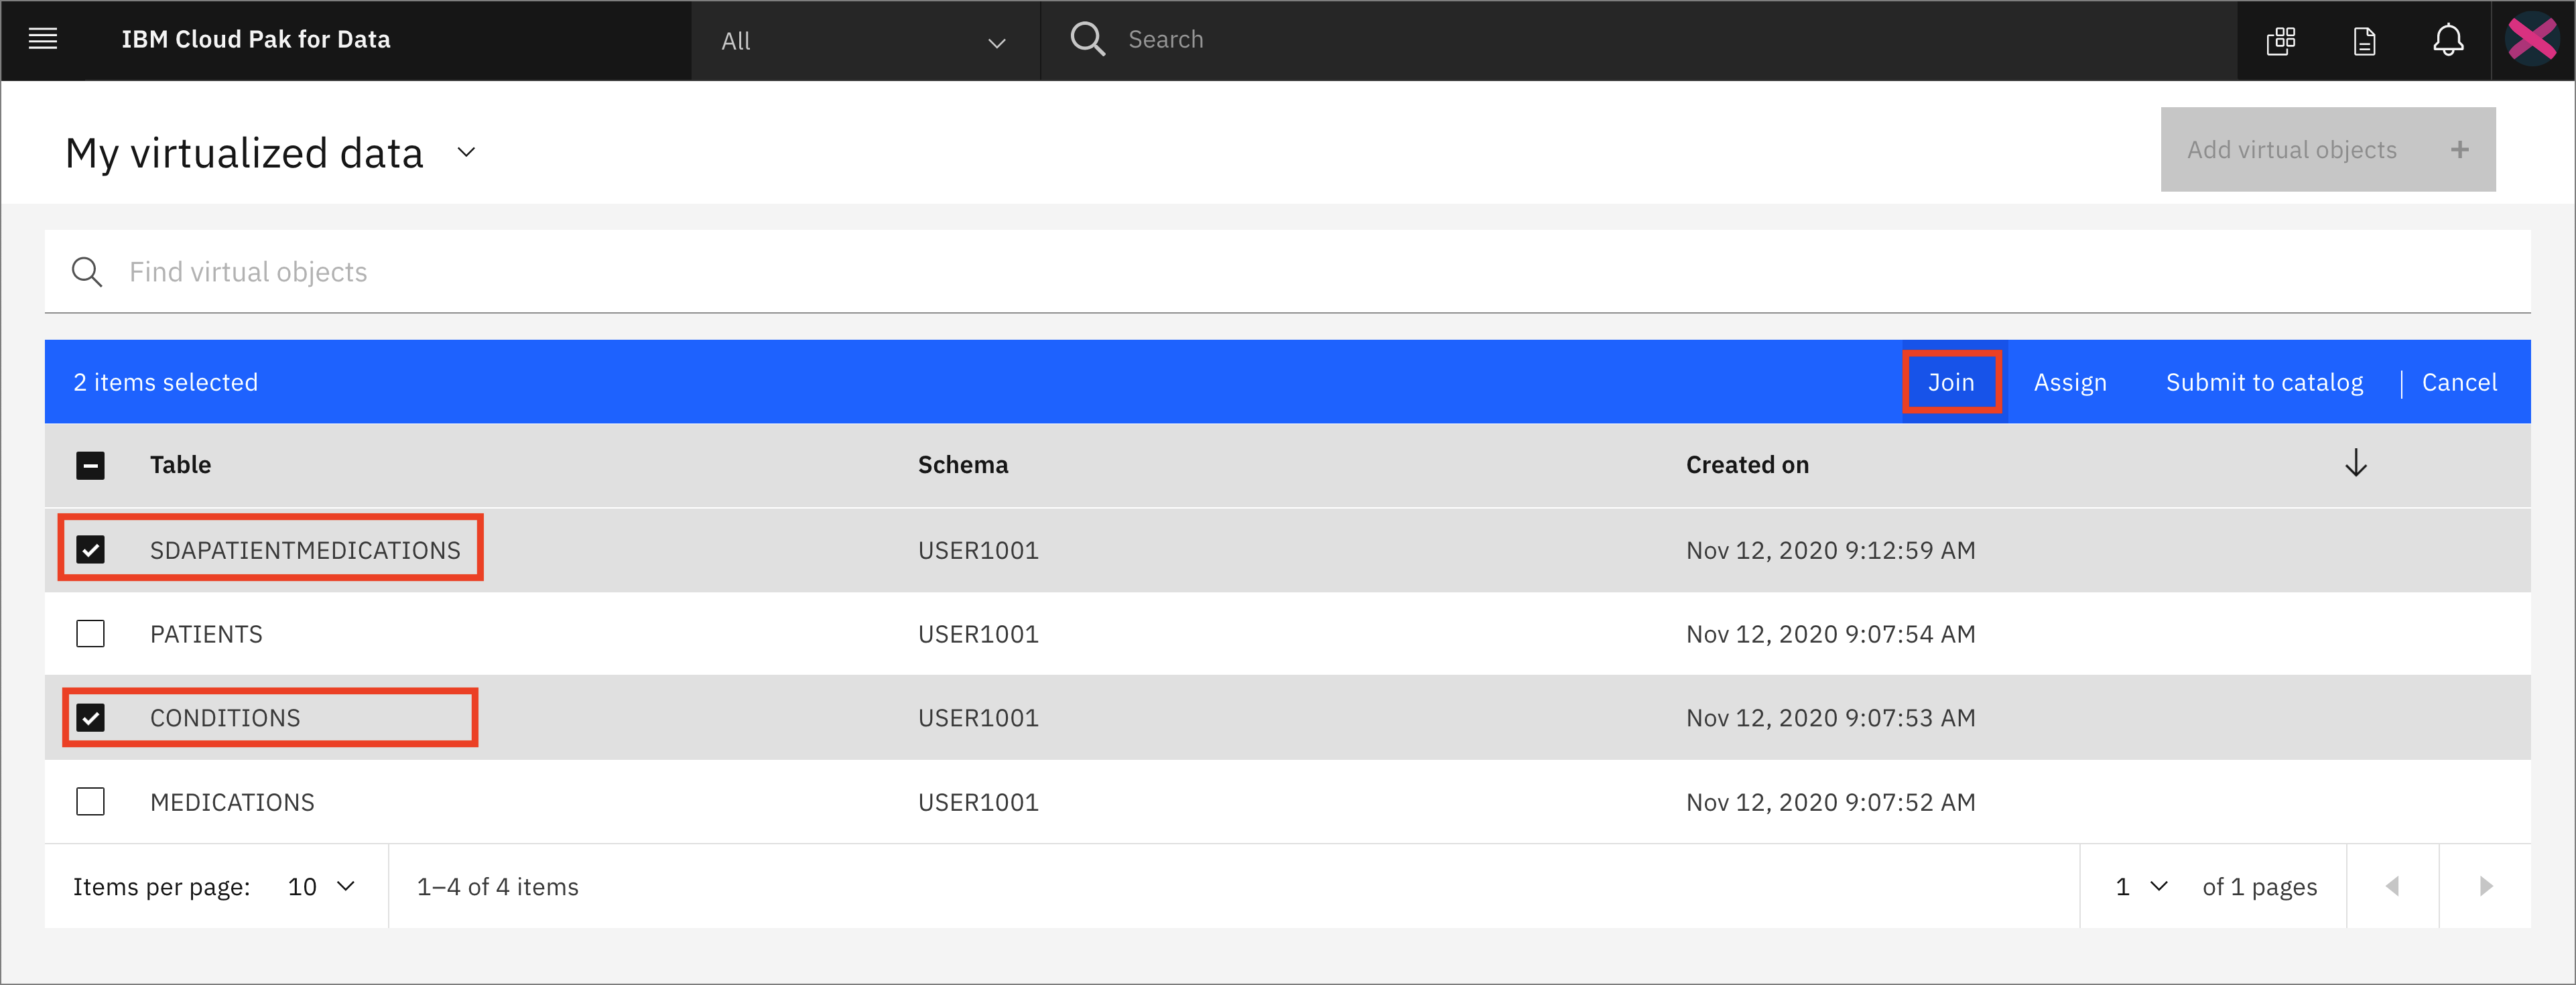 IBM Cloud Pak for Data All Search
My virtualized data Add virtual objects +
Find virtual objects
2 items selected Join Assign Submit to catalog | Cancel
Table Schema Created on
SDAPATIENTMEDICATIONS USER1001 Nov 12, 2020 9:12:59 AM
PATIENTS USER1001 Nov 12, 2020 9:07:54 AM
CONDITIONS USER1001 Nov 12, 2020 9:07:53 AM
MEDICATIONS USER1001 Nov 12, 2020 9:07:52 AM
Items per page: 10 1–4 of 4 items 1 of 1 pages